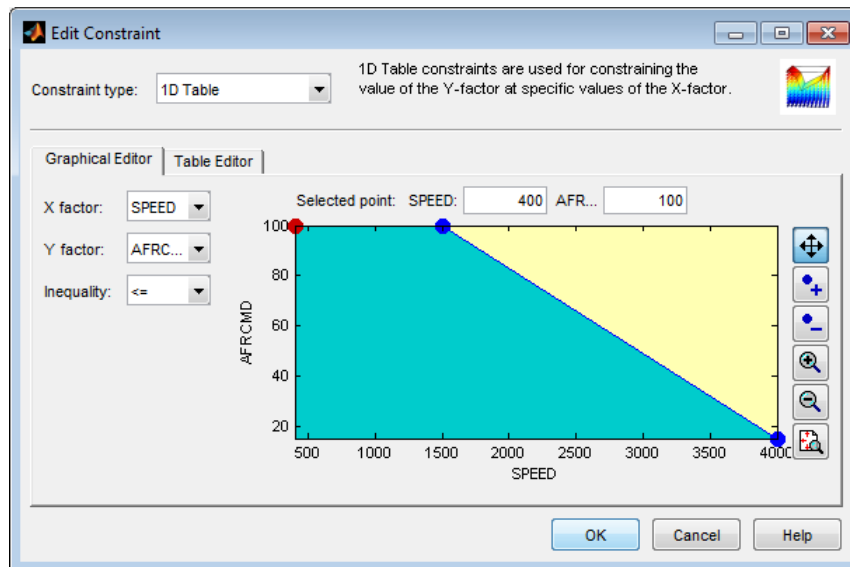 Edit Constraint
Constraint type: 1D Table
1D Table constraints are used for constraining the
value of the Y-factor at specific values of the X-factor.
Graphical Editor Table Editor
X factor: SPEED
Y factor: AFRC...
Inequality: <=
Selected point: SPEED: 400 AFR... 100
100
80
60
40
20
AFRCMD
500 1000 1500 2000 2500 3000 3500 4000
SPEED
OK Cancel Help